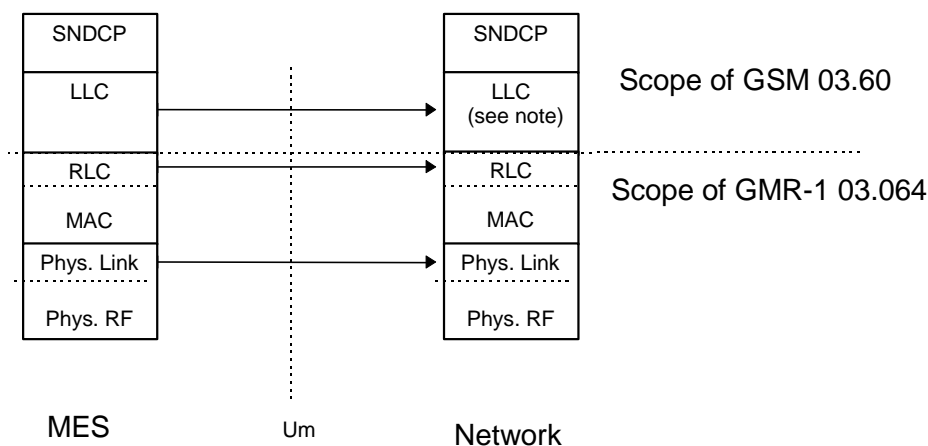 SNDCP
LLC
RLC
MAC
Phys. Link
Phys. RF
MES
Um
SNDCP
LLC
(see note)
RLC
MAC
Phys. Link
Phys. RF
Network
Scope of GSM 03.60
Scope of GMR-1 03.064